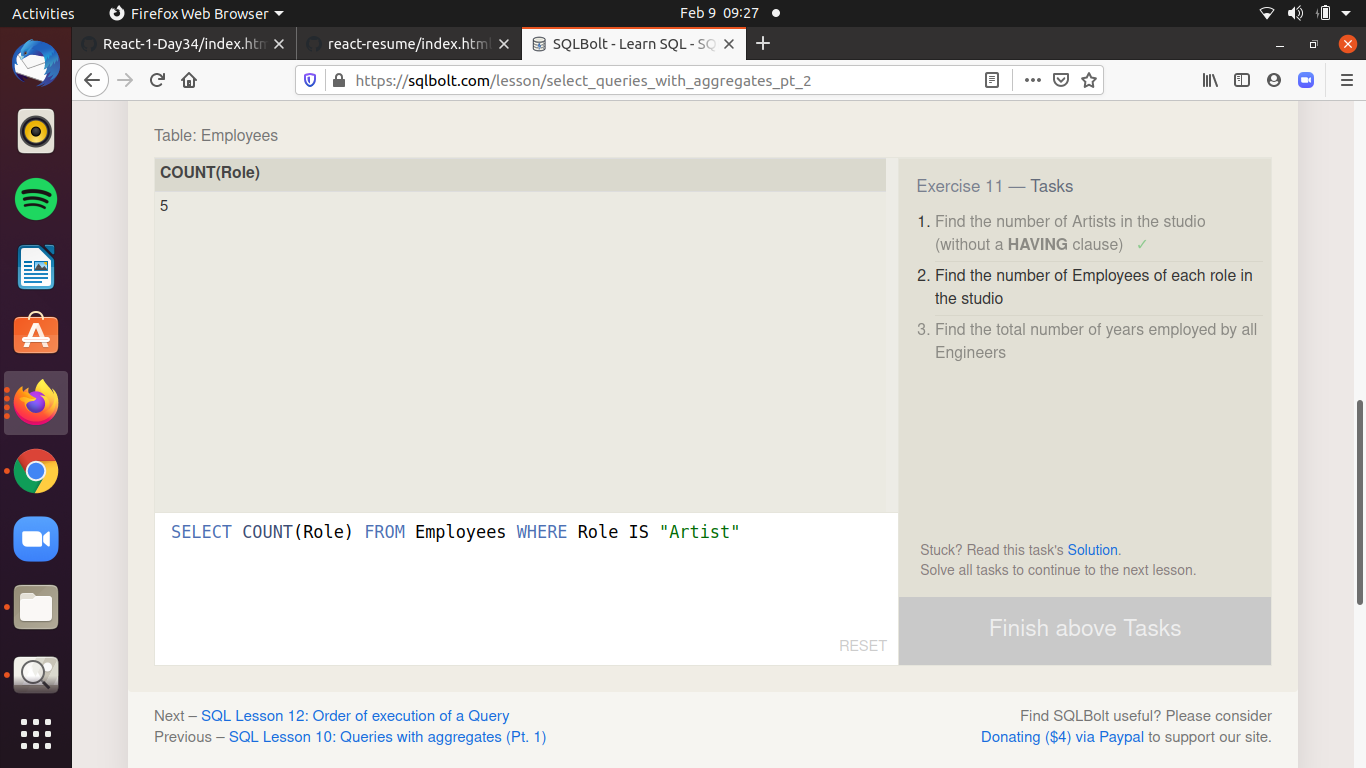 Activities
Firefox Web Browser
Feb 9 09:27
React-1-Day34/index.htm
react-resume/index.html
SQLBolt - Learn SQL - SQ
https://sqlbolt.com/lesson/select_queries_with_aggregates_pt_2
Table: Employees
COUNT(Role)
5
Exercise 11 — Tasks
1. Find the number of Artists in the studio
(without a HAVING clause) ✓
2. Find the number of Employees of each role in
the studio
3. Find the total number of years employed by all
Engineers
SELECT COUNT(Role) FROM Employees WHERE Role IS "Artist"
RESET
Stuck? Read this task's Solution.
Solve all tasks to continue to the next lesson.
Finish above Tasks
Next – SQL Lesson 12: Order of execution of a Query
Previous – SQL Lesson 10: Queries with aggregates (Pt. 1)
Find SQLBolt useful? Please consider
Donating ($4) via Paypal to support our site.